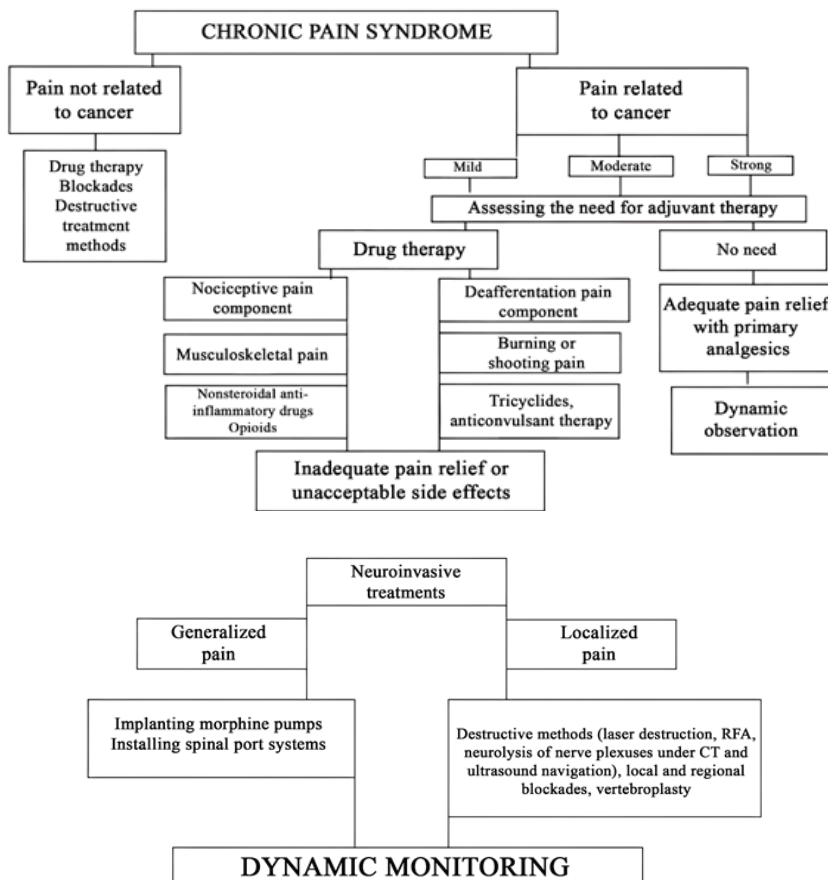 CHRONIC PAIN SYNDROME
Pain not related
to cancer
Pain related
to cancer
Drug therapy
Blockades
Destructive
treatment
methods
Mild
Moderate
Strong
Assessing the need for adjuvant therapy
Drug therapy
No need
Nociceptive pain
component
Deafferentation pain
component
Adequate pain relief
with primary
analgesics
Musculoskeletal pain
Burning or
shooting pain
Nonsteroidal anti-
inflammatory drugs
Opioids
Tricyclides,
anticonvulsant therapy
Dynamic
observation
Inadequate pain relief or
unacceptable side effects
Neuroinvasive
treatments
Generalized
pain
Localized
pain
Implanting morphine pumps
Installing spinal port systems
Destructive methods (laser destruction, RFA,
neurolysis of nerve plexuses under CT and
ultrasound navigation), local and regional
blockades, vertebroplasty
DYNAMIC MONITORING